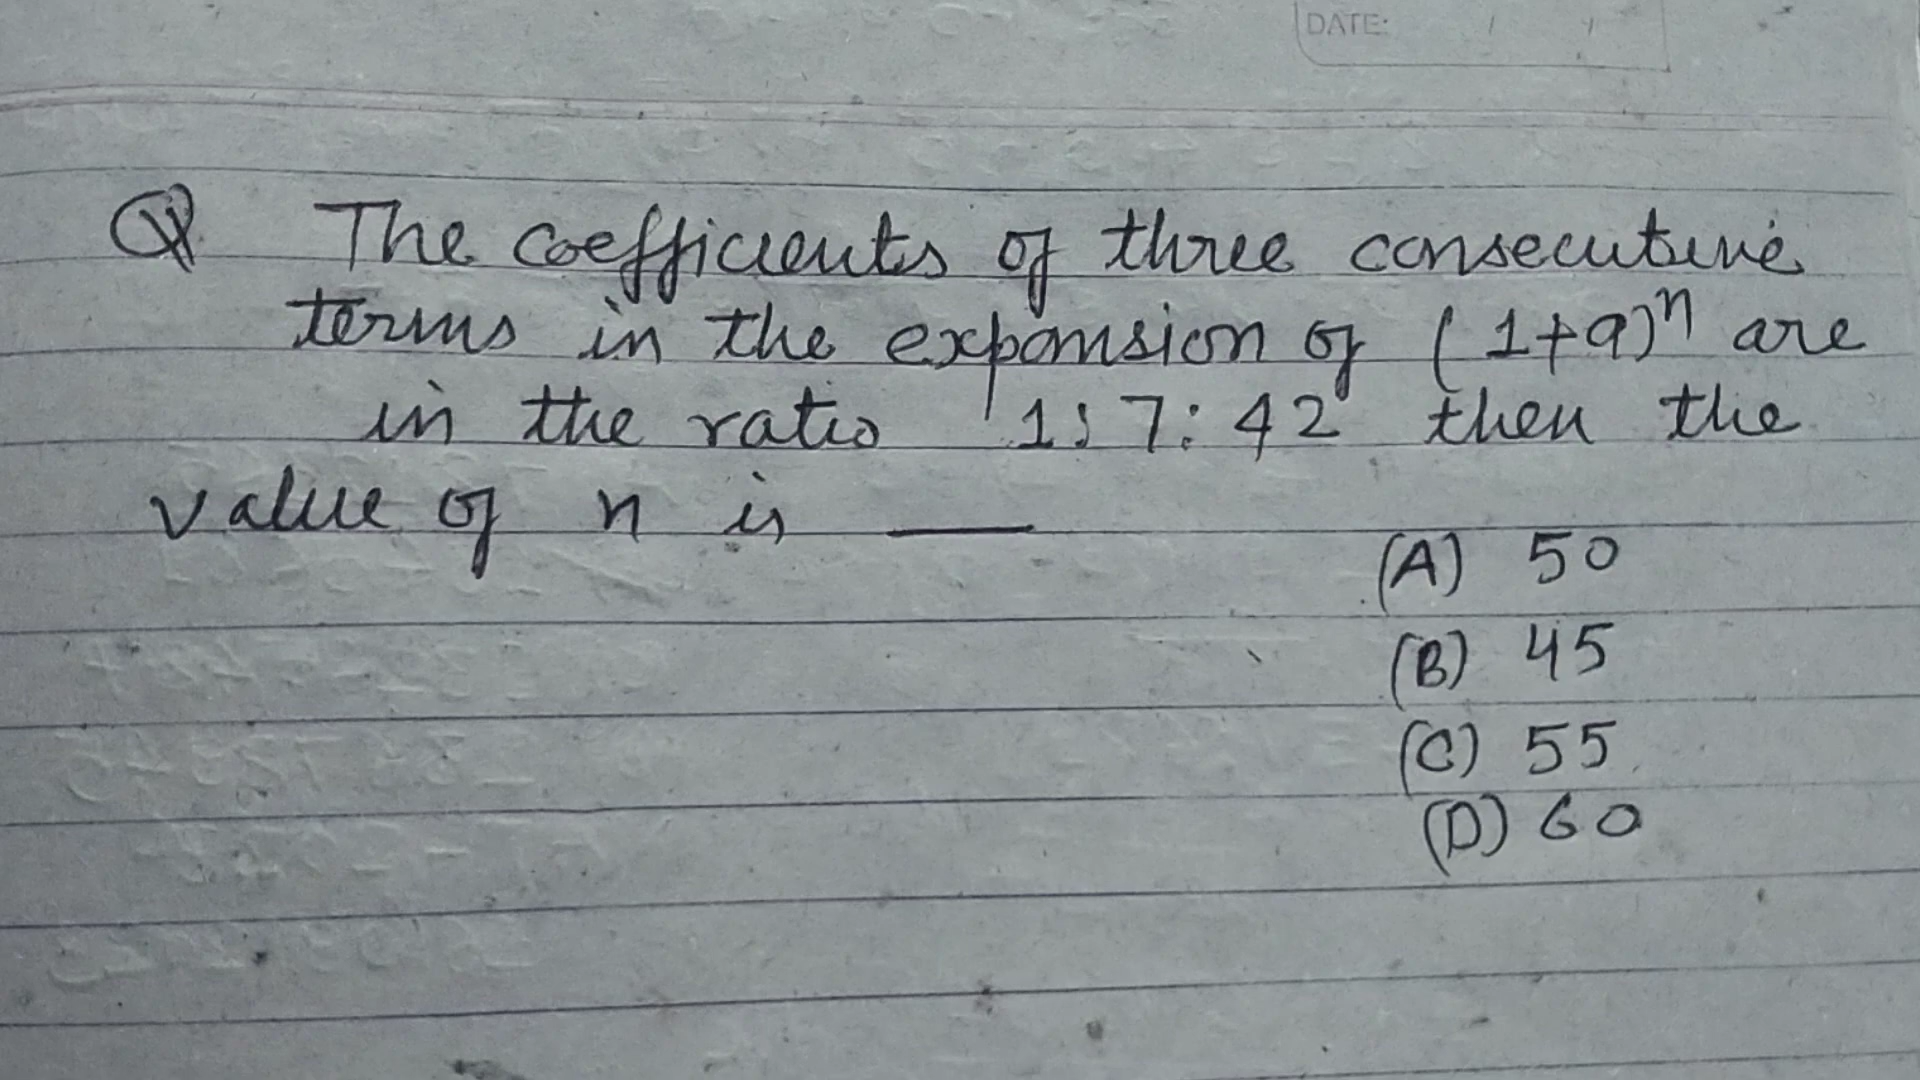 DATE:
Q The coefficients of three consecutive
terms in the expansion of (1+a)ⁿ are
in the ratio 1:7:42 then the
value of n is ___
(A) 50
(B) 45
(C) 55
(D) 60